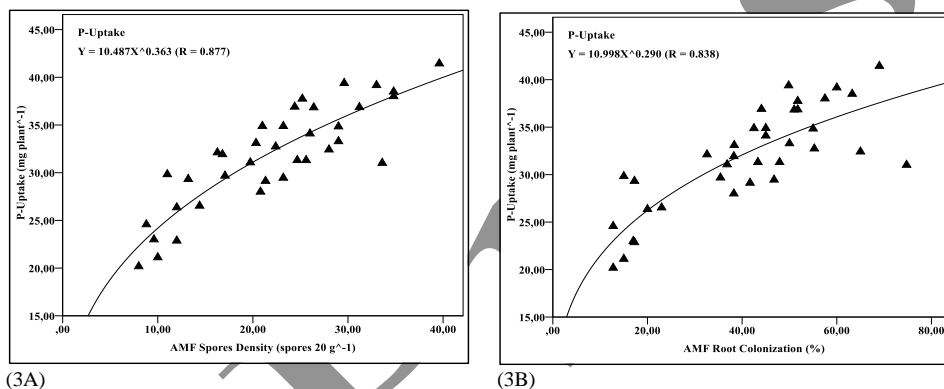 P-Uptake
Y = 10.487X^0.363 (R = 0.877)
45,00
40,00
35,00
30,00
25,00
20,00
15,00
P-Uptake (mg plant^-1)
,00
10,00
20,00
30,00
40,00
AMF Spores Density (spores 20 g^-1)
(3A)
P-Uptake
Y = 10.998X^0.290 (R = 0.838)
45,00
40,00
35,00
30,00
25,00
20,00
15,00
P-Uptake (mg plant^-1)
,00
20,00
40,00
60,00
80,00
AMF Root Colonization (%)
(3B)